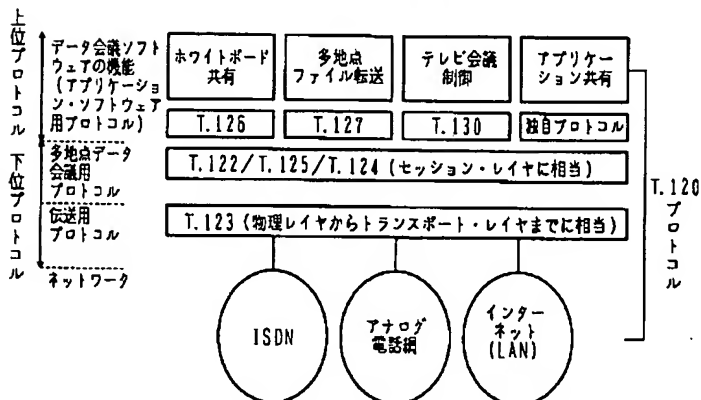 上位プロトコル
下位プロトコル
データ会議ソフト
ウェアの機能
(アプリケーショ
ン・ソフトウェア
用プロトコル)
多地点データ
会議用
プロトコル
伝送用
プロトコル
ネットワーク
ホワイトボード
共有
多地点
ファイル転送
テレビ会議
制御
アプリケー
ション共有
T.126
T.127
T.130
独自プロトコル
T.122/T.125/T.124(セッション・レイヤに相当)
T.123(物理レイヤからトランスポート・レイヤまでに相当)
ISDN
アナログ
電話網
インター
ネット
(LAN)
T.120
プロトコル